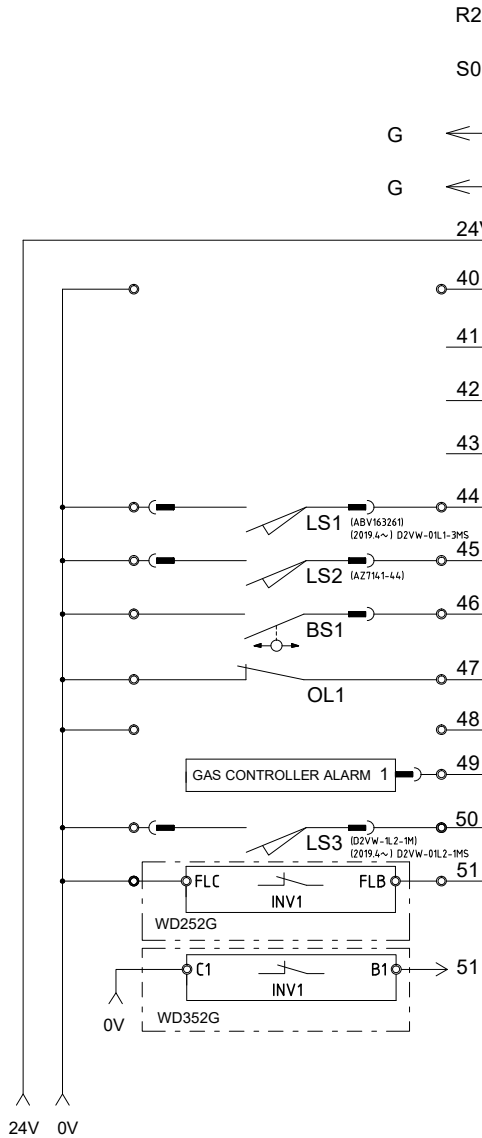 R2
S0
G
G
24V
40
41
42
43
44
LS1 (ABV163261)
(2019.4~) D2VW-01L1-3MS
45
LS2 (AZ7141-44)
46
BS1
47
OL1
48
GAS CONTROLLER ALARM 1 49
50
LS3 (D2VW-1L2-1M)
(2019.4~) D2VW-01L2-1MS
FLC FLB 51
INV1
WD252G
C1 B1 51
INV1
0V WD352G
24V 0V